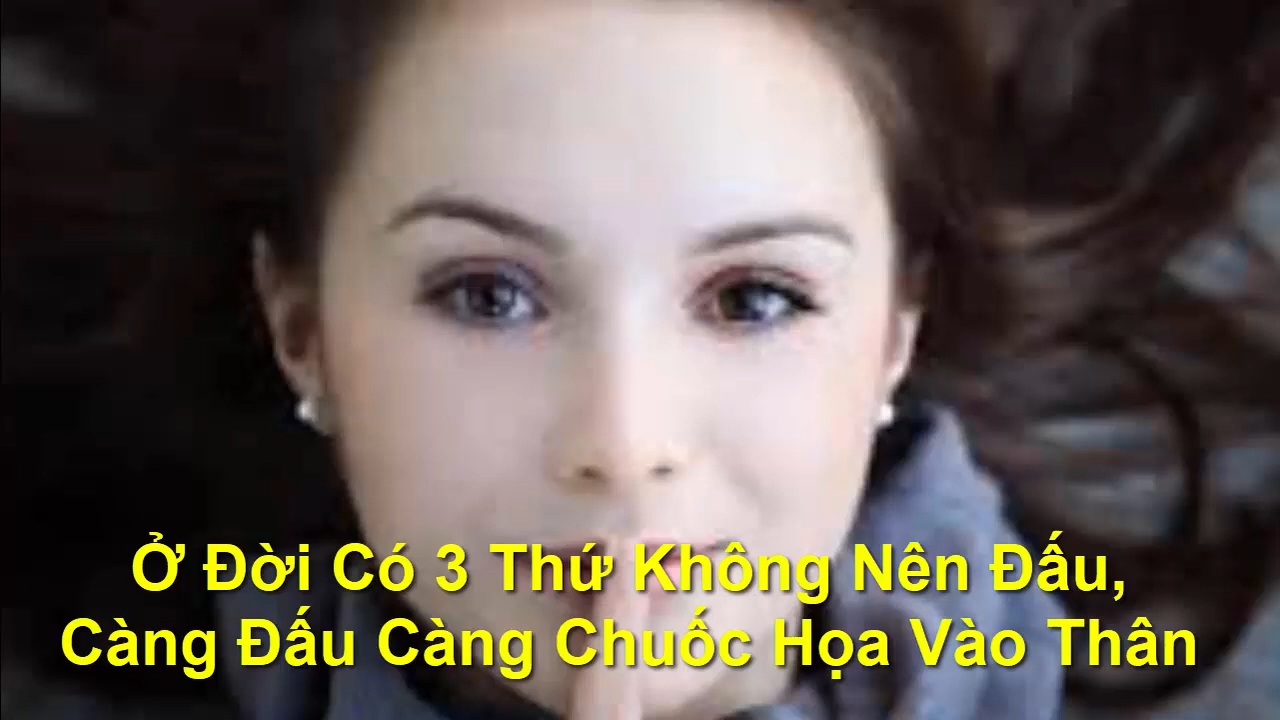 Ở Đời Có 3 Thứ Không Nên Đấu,
Càng Đấu Càng Chuốc Họa Vào Thân